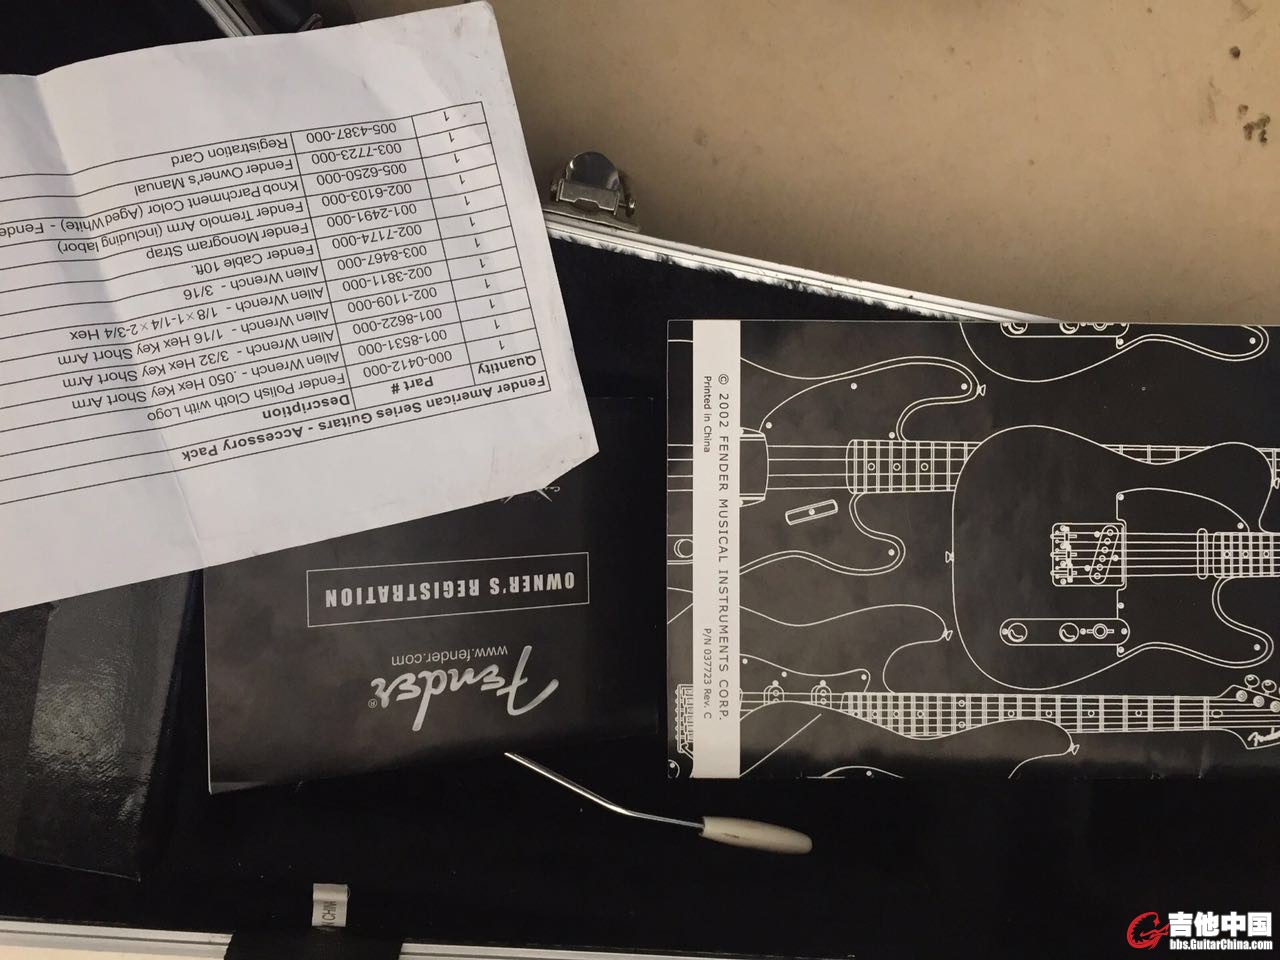 Fender American Series Guitars - Accessory Pack
Quantity Part # Description
1 000-0412-000 Fender Polish Cloth with Logo
1 001-8531-000 Allen Wrench - .050 Hex Key Short Arm
1 001-8622-000 Allen Wrench - 3/32 Hex Key Short Arm
1 002-1109-000 Allen Wrench - 1/16 Hex Key Short Arm
1 002-3811-000 Allen Wrench - 1/8 × 1-1/4 × 2-3/4 Hex
1 003-8467-000 Allen Wrench - 3/16
1 002-7174-000 Fender Cable 10ft.
1 001-2491-000 Fender Monogram Strap
1 002-6103-000 Fender Tremolo Arm (including labor)
1 005-6250-000 Knob Parchment Color (Aged White) - Fende
1 003-7723-000 Fender Owner's Manual
1 005-4387-000 Registration Card
Fender®
www.fender.com
OWNER'S REGISTRATION
© 2002 FENDER MUSICAL INSTRUMENTS CORP.
Printed in China
P/N 037723 Rev. C
Fender
吉他中国
bbs.GuitarChina.com